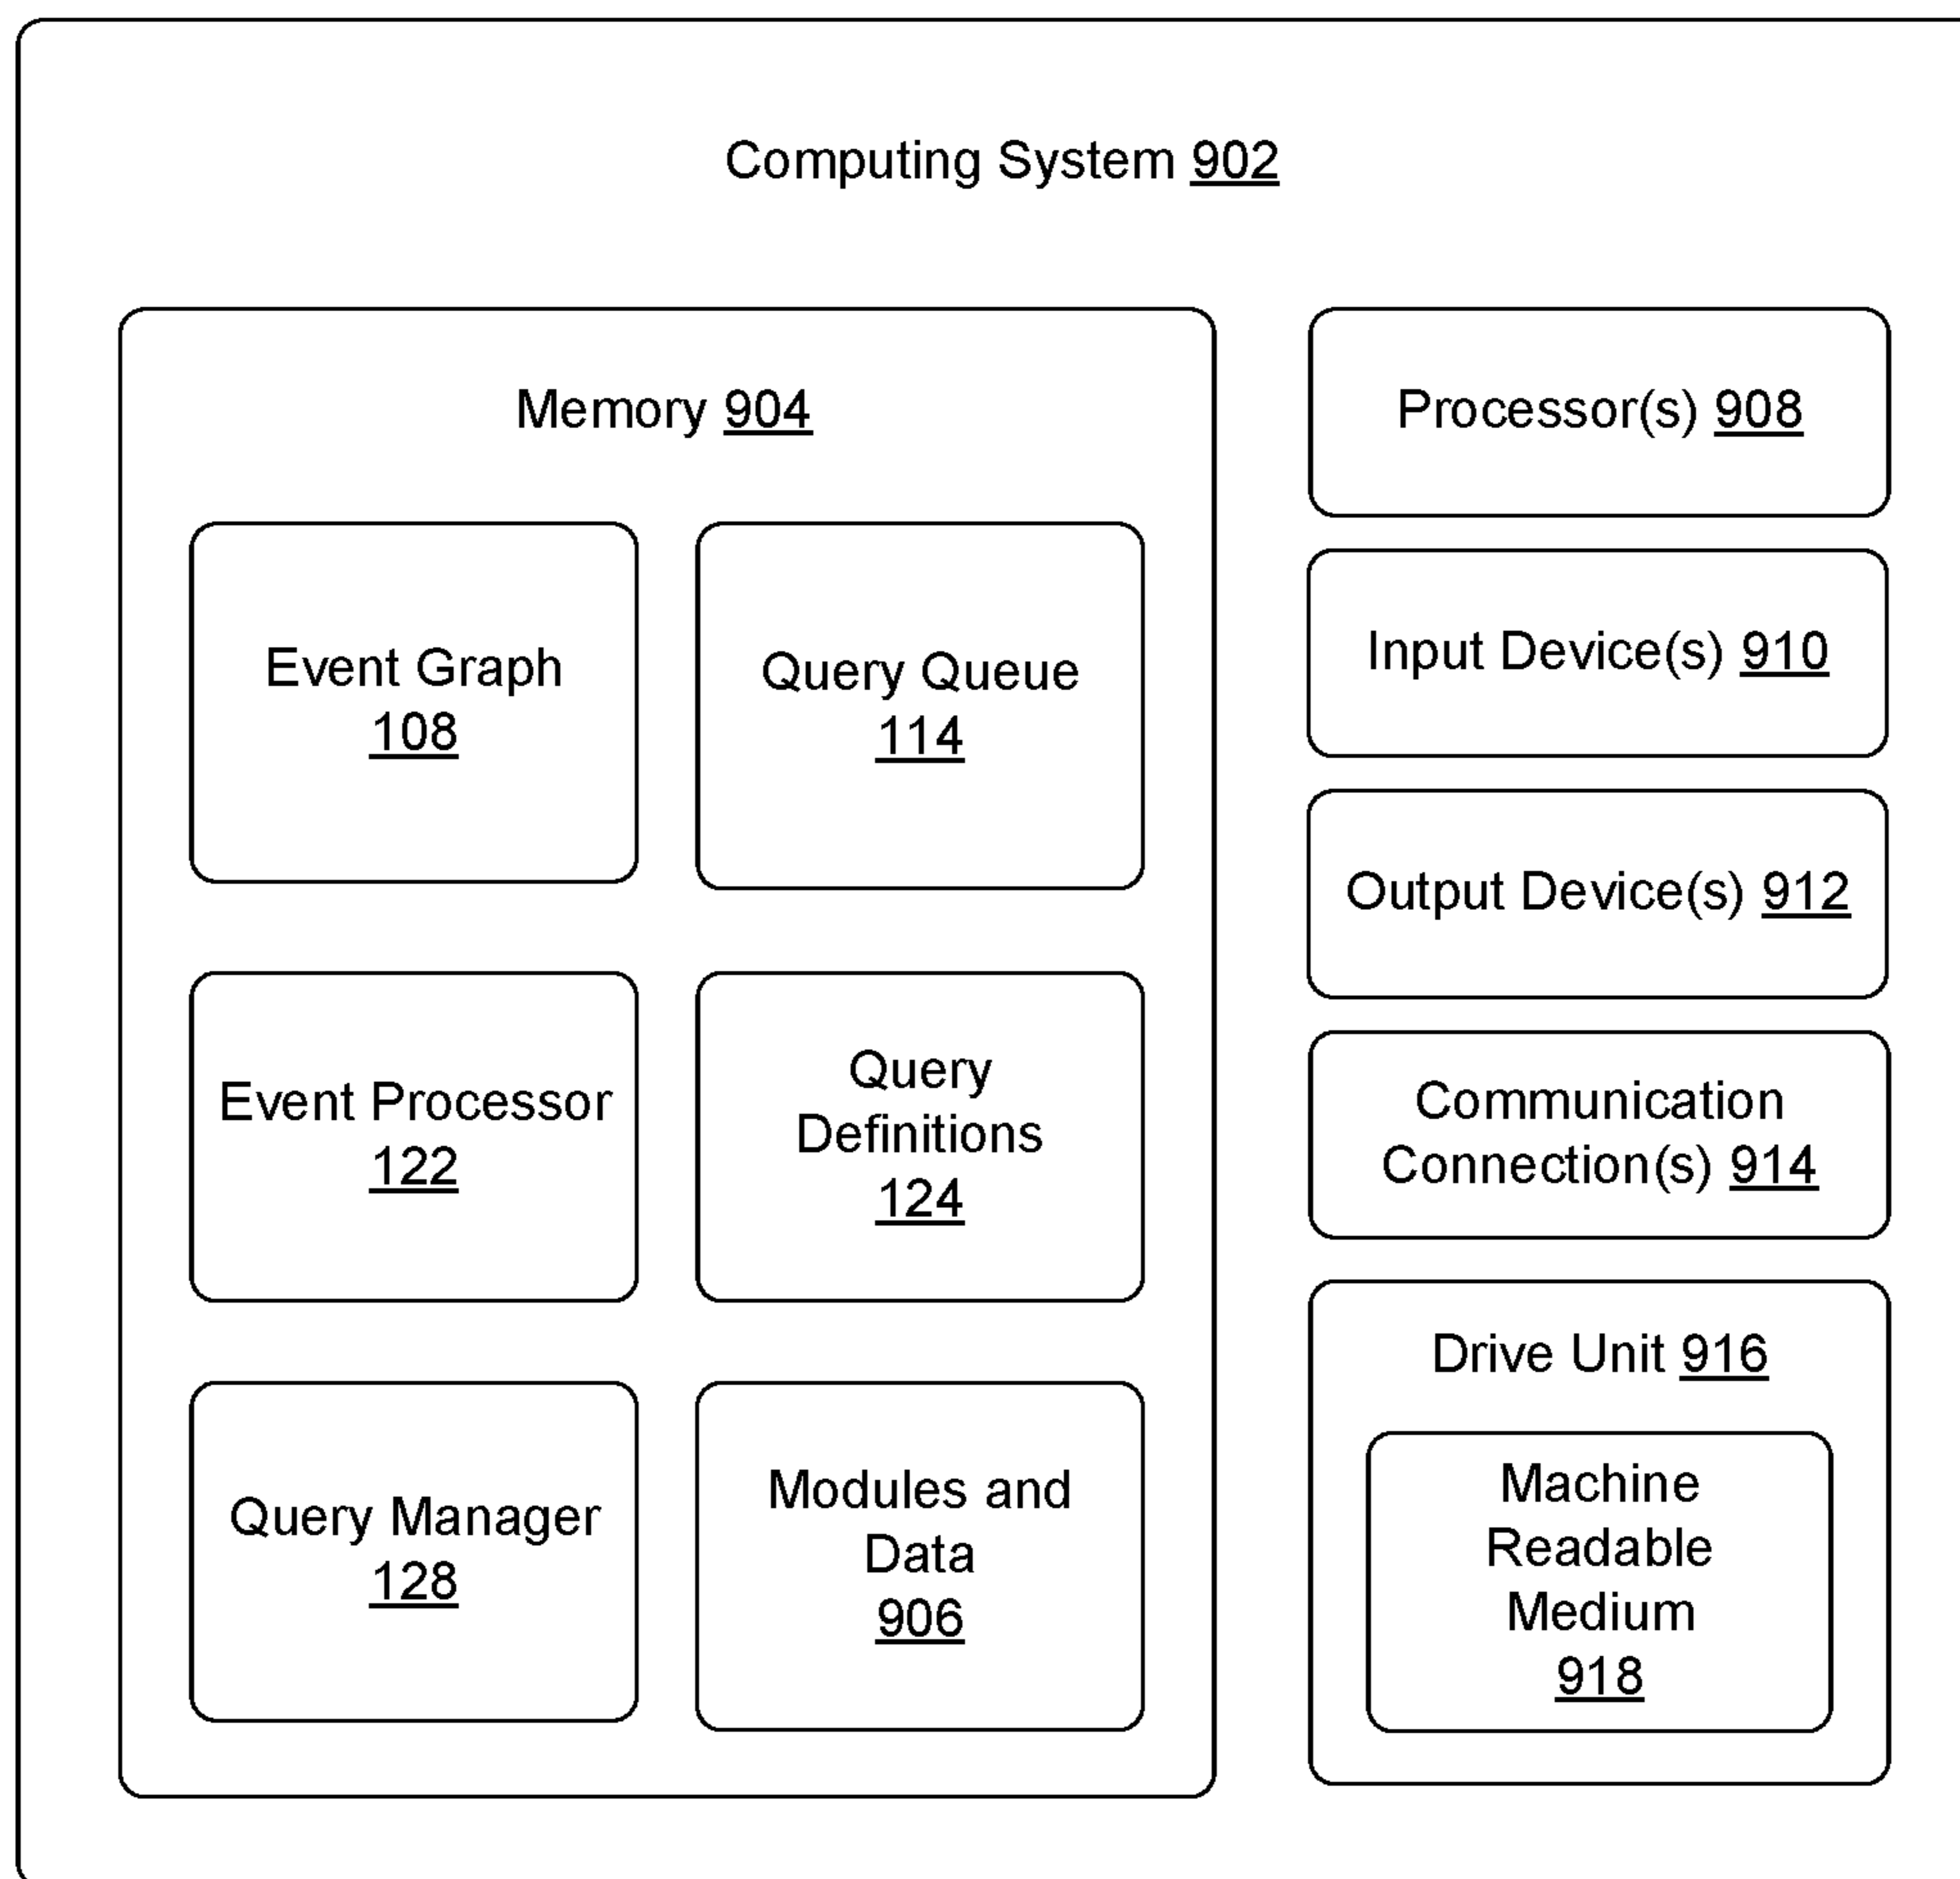 Computing System 902
Memory 904
Event Graph
108
Query Queue
114
Event Processor
122
Query
Definitions
124
Query Manager
128
Modules and
Data
906
Processor(s) 908
Input Device(s) 910
Output Device(s) 912
Communication
Connection(s) 914
Drive Unit 916
Machine
Readable
Medium
918